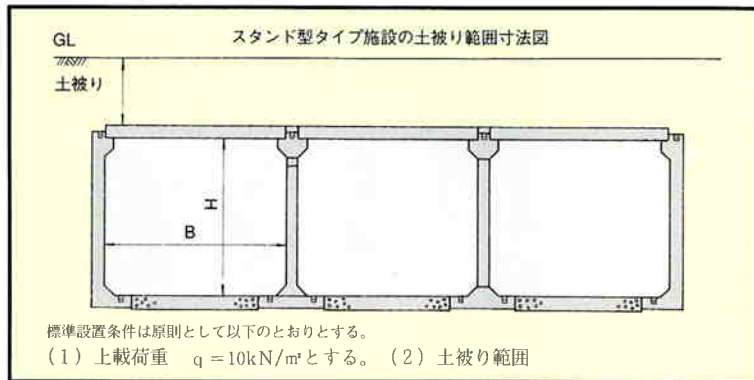 スタンド型タイプ施設の土被り範囲寸法図
GL
土被り
H
B
標準設置条件は原則として以下のとおりとする。
(1) 上載荷重 q=10kN/㎡とする。 (2) 土被り範囲